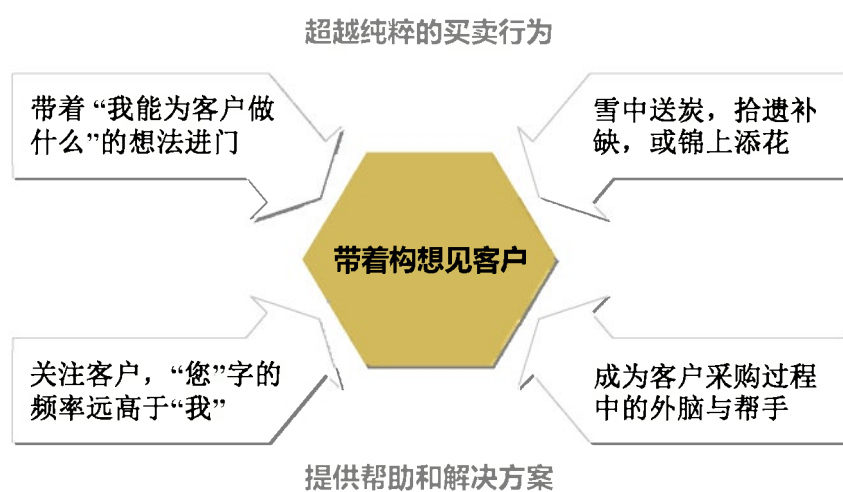 超越纯粹的买卖行为
带着 “我能为客户做
什么”的想法进门
雪中送炭，拾遗补
缺，或锦上添花
带着构想见客户
关注客户，“您”字的
频率远高于“我”
成为客户采购过程
中的外脑与帮手
提供帮助和解决方案